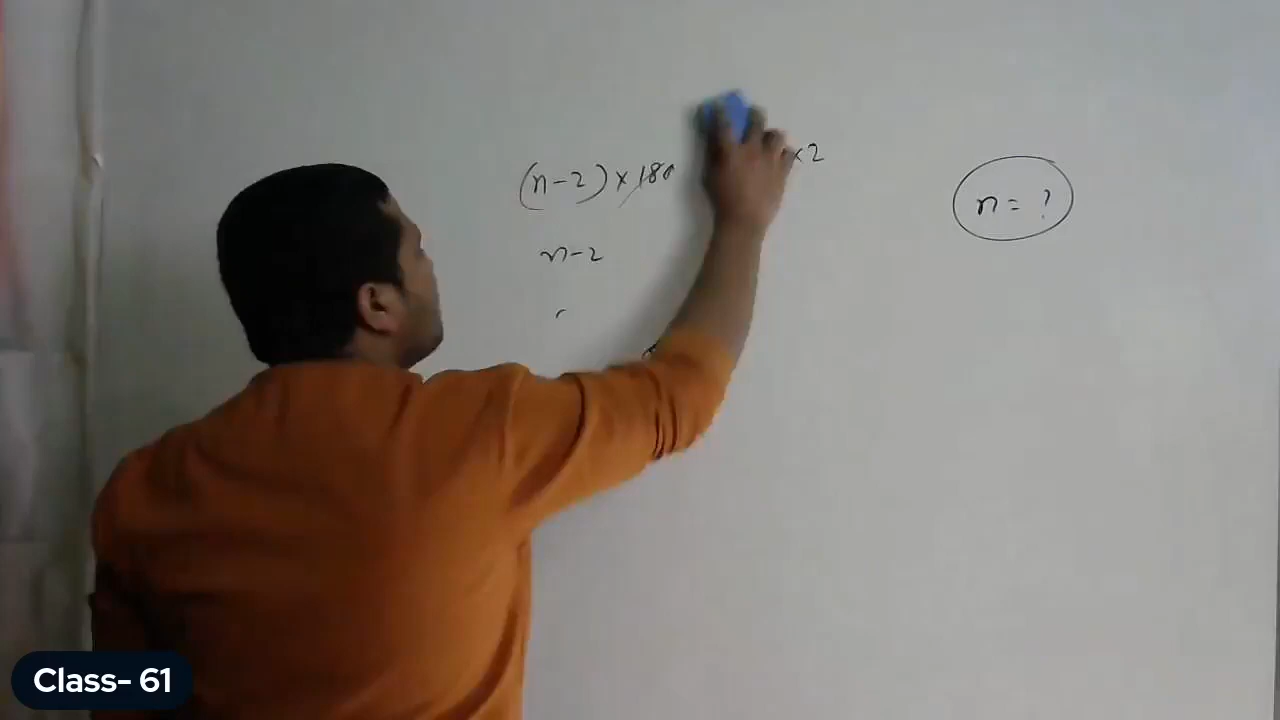 (n-2) × 180
× 2
n = ?
n-2
Class- 61